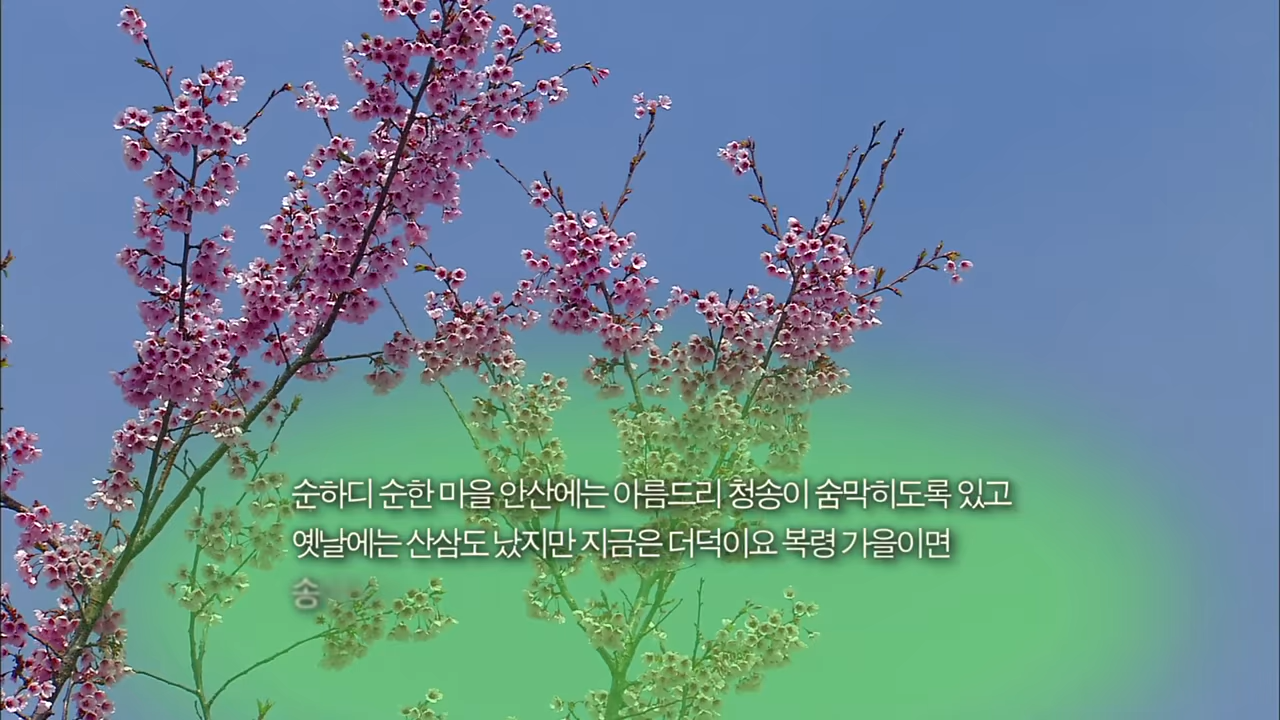 순하디 순한 마을 안산에는 아름드리 청송이 숨막히도록 있고
옛날에는 산삼도 났지만 지금은 더덕이요 복령 가을이면
송